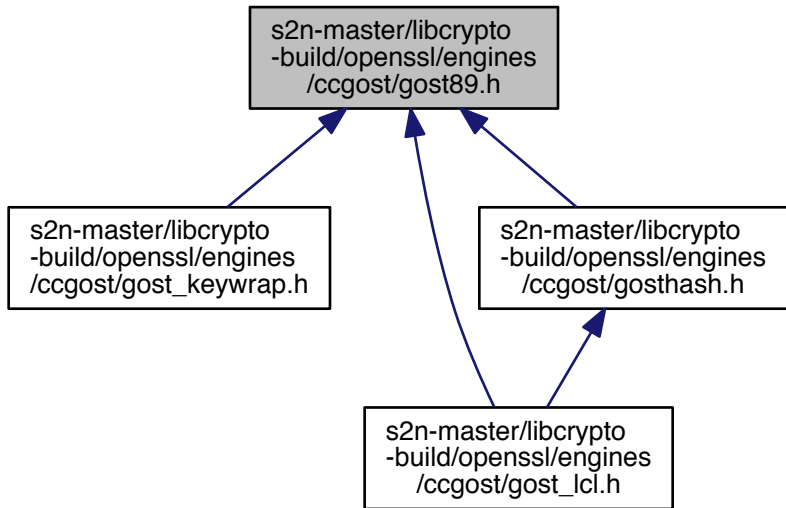 s2n-master/libcrypto
-build/openssl/engines
/ccgost/gost89.h
s2n-master/libcrypto
-build/openssl/engines
/ccgost/gost_keywrap.h
s2n-master/libcrypto
-build/openssl/engines
/ccgost/gosthash.h
s2n-master/libcrypto
-build/openssl/engines
/ccgost/gost_lcl.h